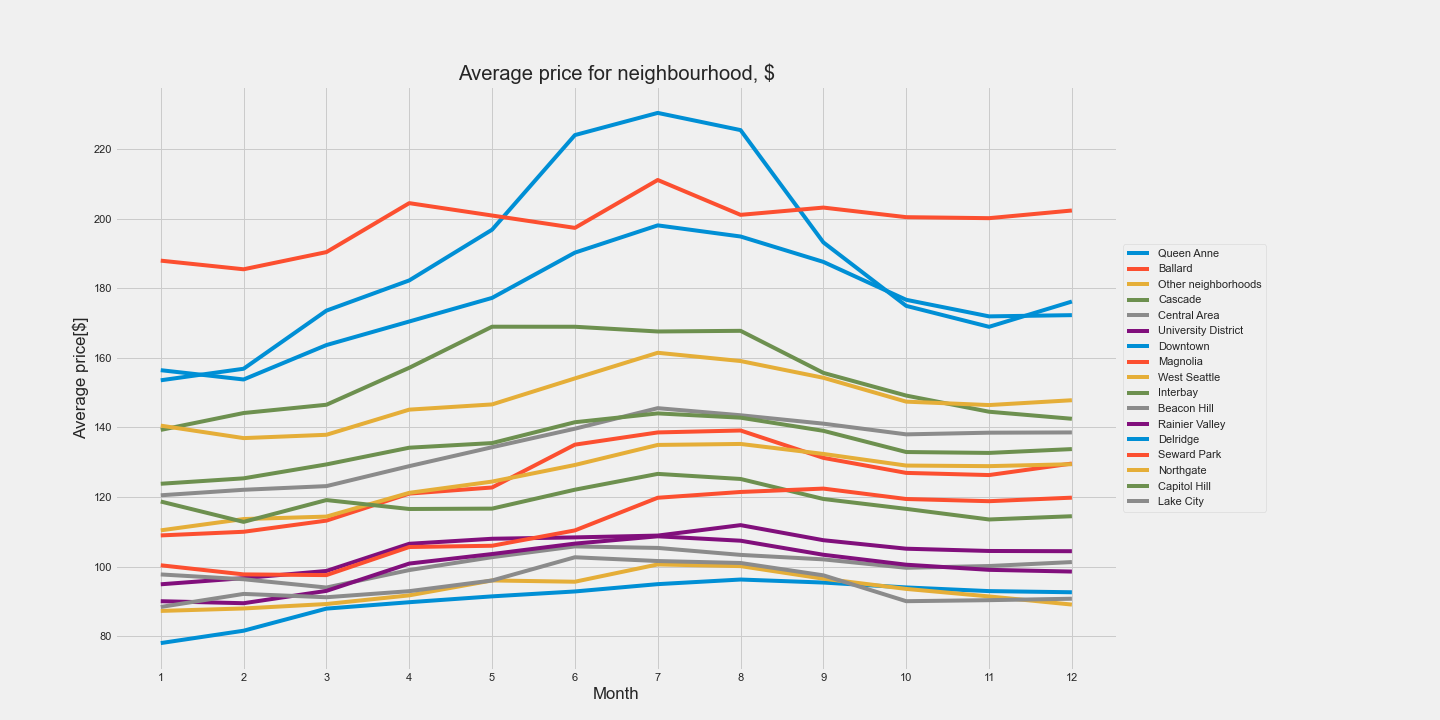 Average price for neighbourhood, $
Average price[$]
220
200
180
160
140
120
100
80
1 2 3 4 5 6 7 8 9 10 11 12
Month
Queen Anne
Ballard
Other neighborhoods
Cascade
Central Area
University District
Downtown
Magnolia
West Seattle
Interbay
Beacon Hill
Rainier Valley
Delridge
Seward Park
Northgate
Capitol Hill
Lake City